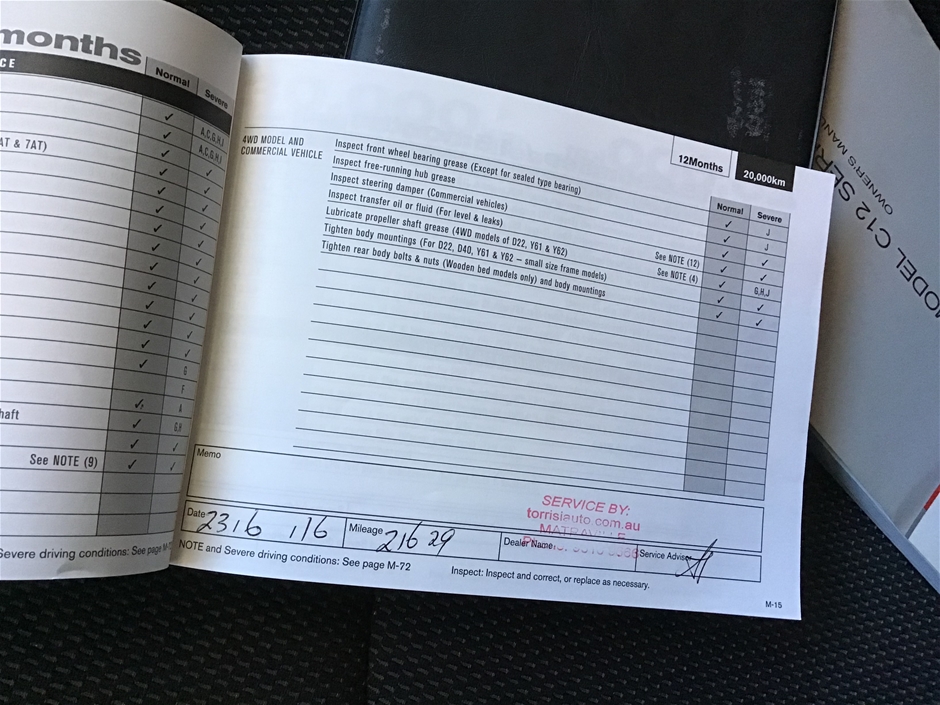 months
CE
Normal
Severe
A,C,G,H,J
A,C,G,H,J
AT & 7AT)
G
F
A
haft
G,H
See NOTE (9)
Severe driving conditions: See page M-
12Months
20,000km
Normal
Severe
4WD MODEL AND
COMMERCIAL VEHICLE
Inspect front wheel bearing grease (Except for sealed type bearing)
J
Inspect free-running hub grease
J
Inspect steering damper (Commercial vehicles)
Inspect transfer oil or fluid (For level & leaks)
See NOTE (12)
Lubricate propeller shaft grease (4WD models of D22, Y61 & Y62)
See NOTE (4)
G,H,J
Tighten body mountings (For D22, D40, Y61 & Y62 – small size frame models)
Tighten rear body bolts & nuts (Wooden bed models only) and body mountings
Memo
SERVICE BY:
torrisiauto.com.au
MATRAVILLE
Date 23 , 6 , 16
Mileage 21629
Dealer Name
Service Advisor
NOTE and Severe driving conditions: See page M-72
Inspect: Inspect and correct, or replace as necessary.
M-15
MODEL C12 SERI
OWNER'S MANU